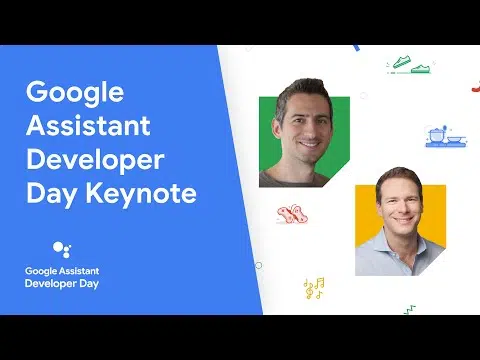 Google
Assistant
Developer
Day Keynote
Google Assistant
Developer Day